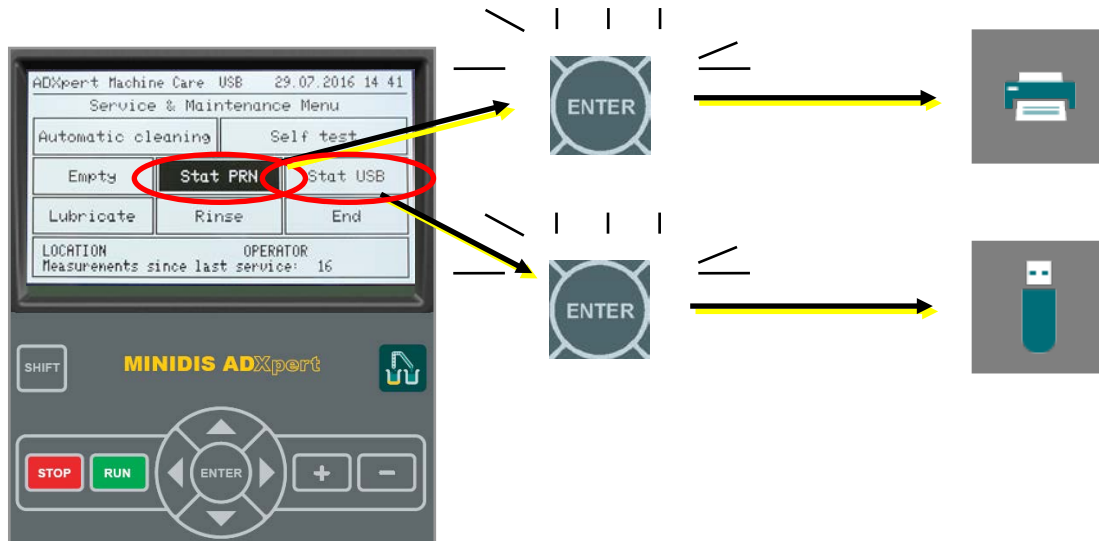 ADXpert Machine Care USB 29.07.2016 14 41
Service & Maintenance Menu
Automatic cleaning Self test
Empty Stat PRN Stat USB
Lubricate Rinse End
LOCATION OPERATOR
Measurements since last service: 16
SHIFT MINIDIS ADXpert
STOP RUN ENTER + -
ENTER
ENTER